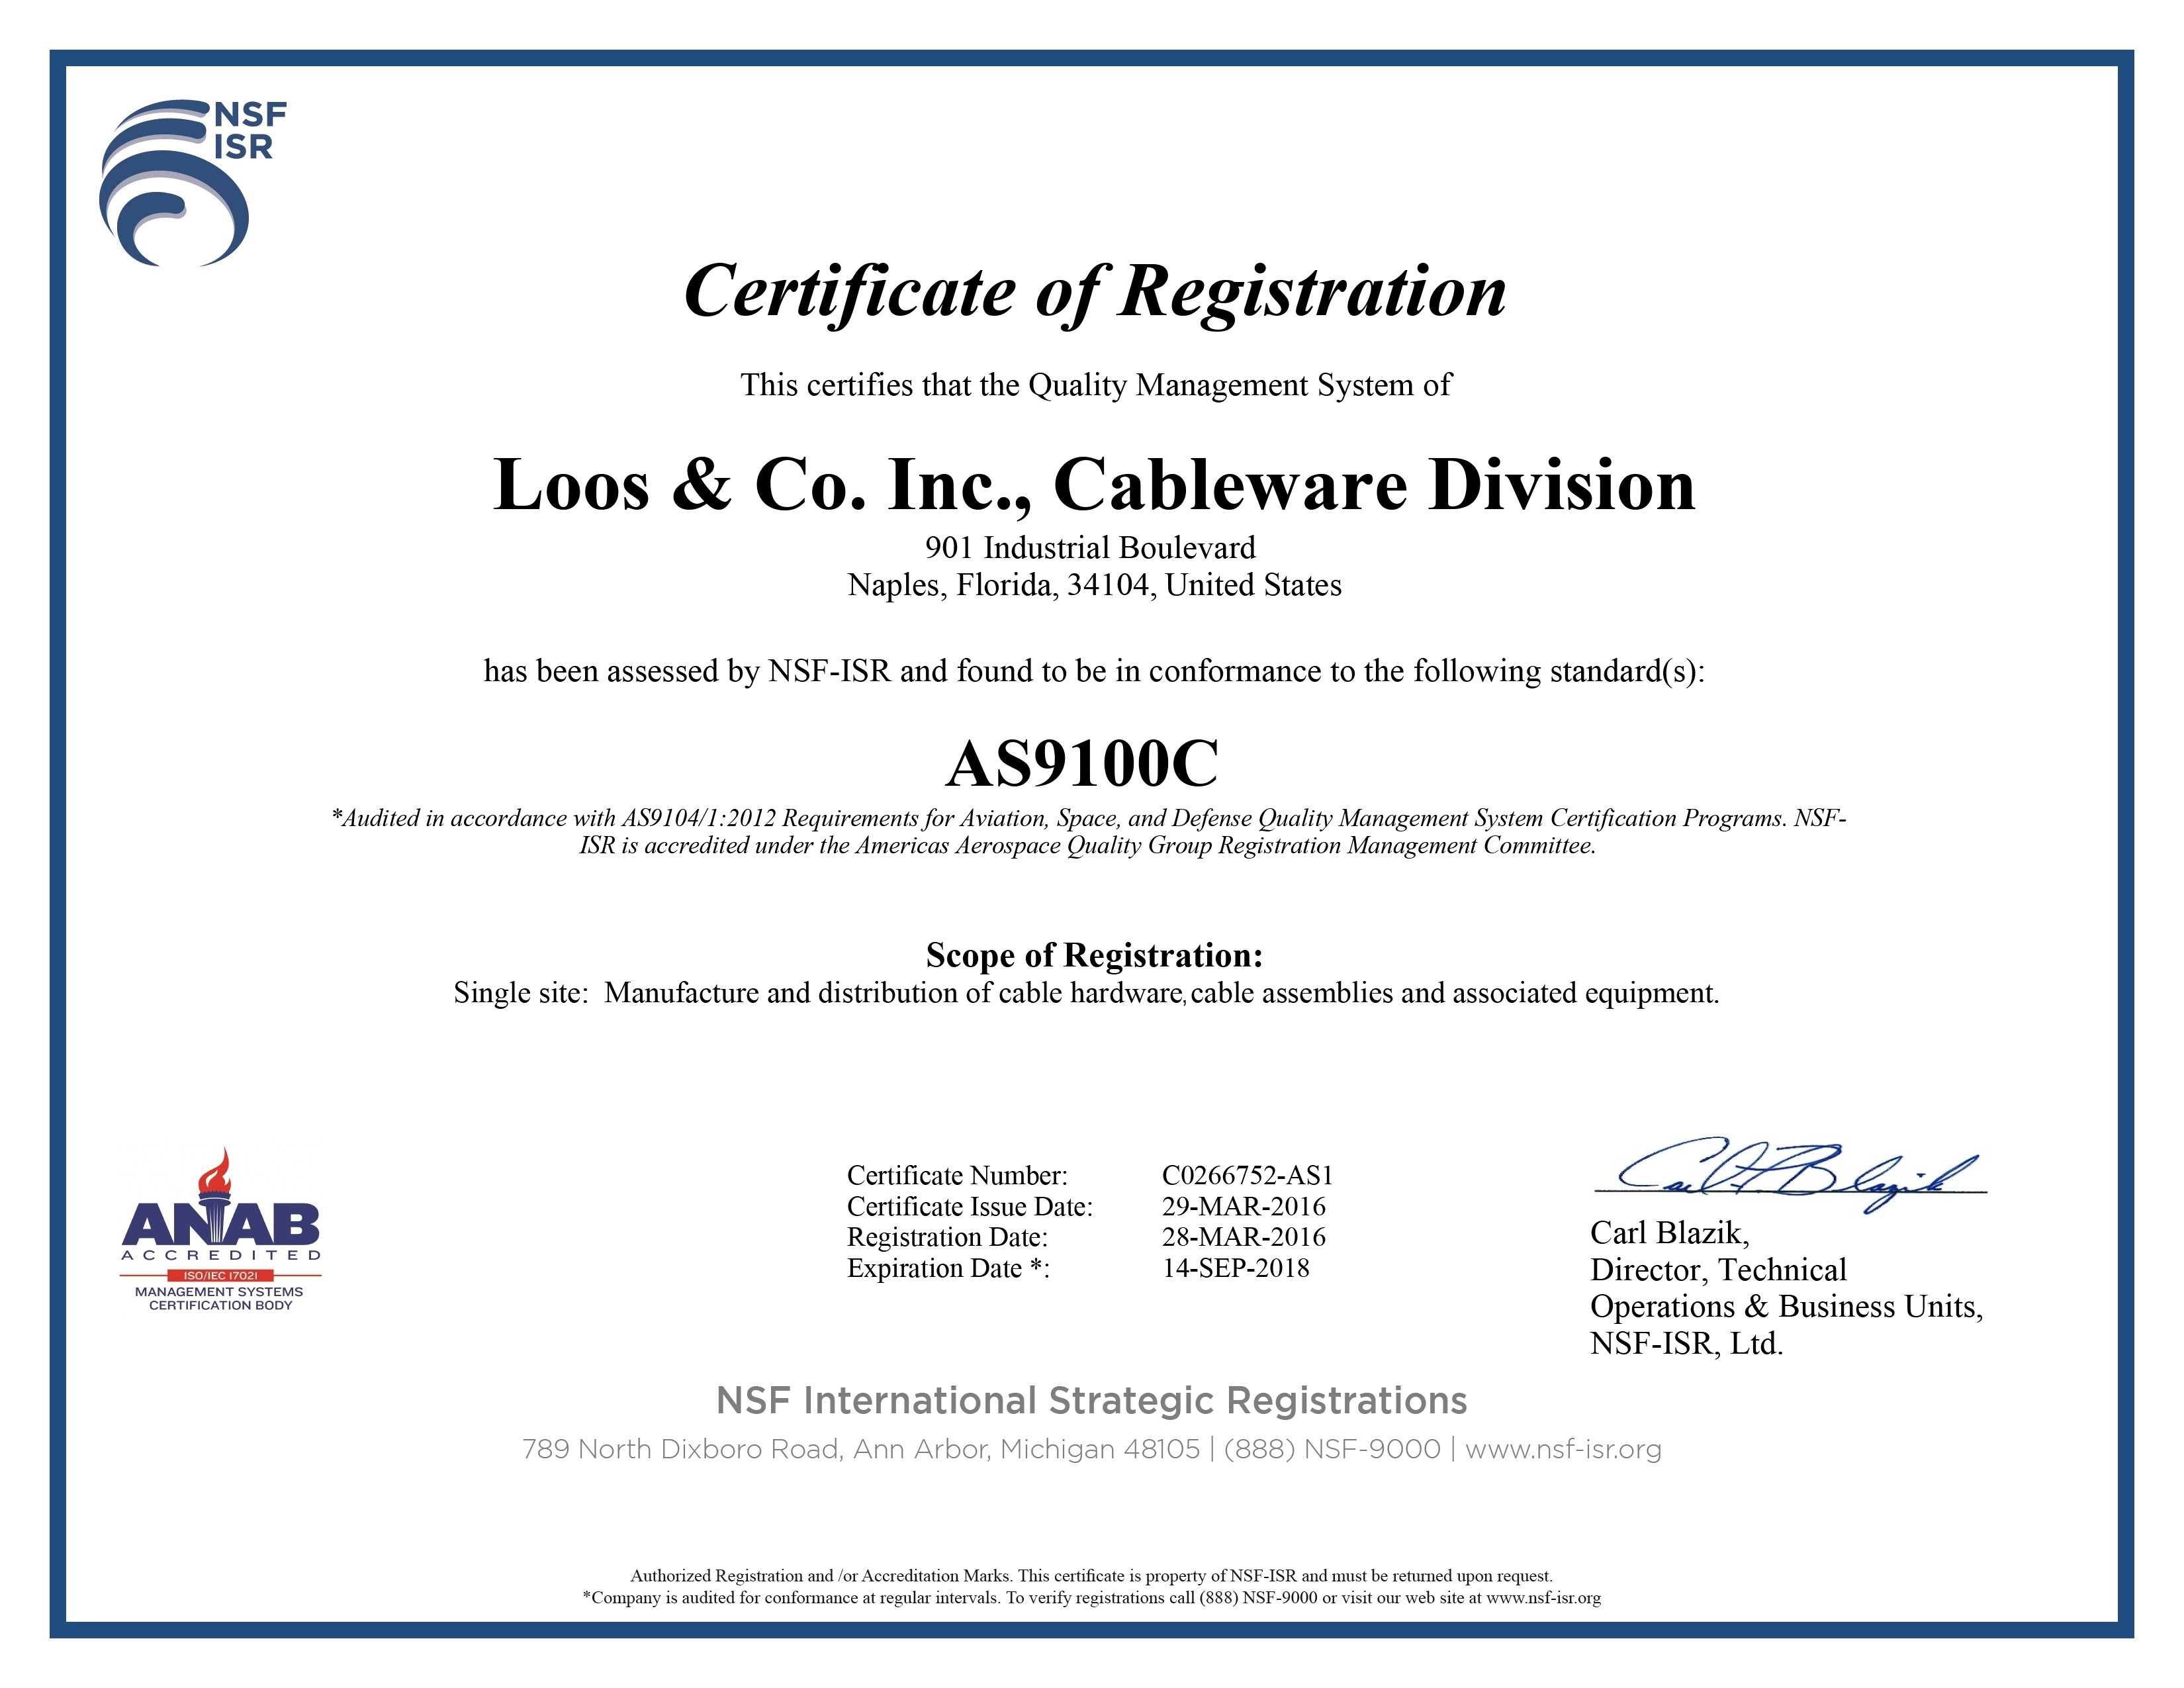 NSF
ISR
Certificate of Registration
This certifies that the Quality Management System of
Loos & Co. Inc., Cableware Division
901 Industrial Boulevard
Naples, Florida, 34104, United States
has been assessed by NSF-ISR and found to be in conformance to the following standard(s):
AS9100C
*Audited in accordance with AS9104/1:2012 Requirements for Aviation, Space, and Defense Quality Management System Certification Programs. NSF-
ISR is accredited under the Americas Aerospace Quality Group Registration Management Committee.
Scope of Registration:
Single site:  Manufacture and distribution of cable hardware, cable assemblies and associated equipment.
ANAB
ACCREDITED
ISO/IEC 17021
MANAGEMENT SYSTEMS
CERTIFICATION BODY
Certificate Number: C0266752-AS1
Certificate Issue Date: 29-MAR-2016
Registration Date: 28-MAR-2016
Expiration Date *: 14-SEP-2018
Carl Blazik
Carl Blazik,
Director, Technical
Operations & Business Units,
NSF-ISR, Ltd.
NSF International Strategic Registrations
789 North Dixboro Road, Ann Arbor, Michigan 48105 | (888) NSF-9000 | www.nsf-isr.org
Authorized Registration and /or Accreditation Marks. This certificate is property of NSF-ISR and must be returned upon request.
*Company is audited for conformance at regular intervals. To verify registrations call (888) NSF-9000 or visit our web site at www.nsf-isr.org